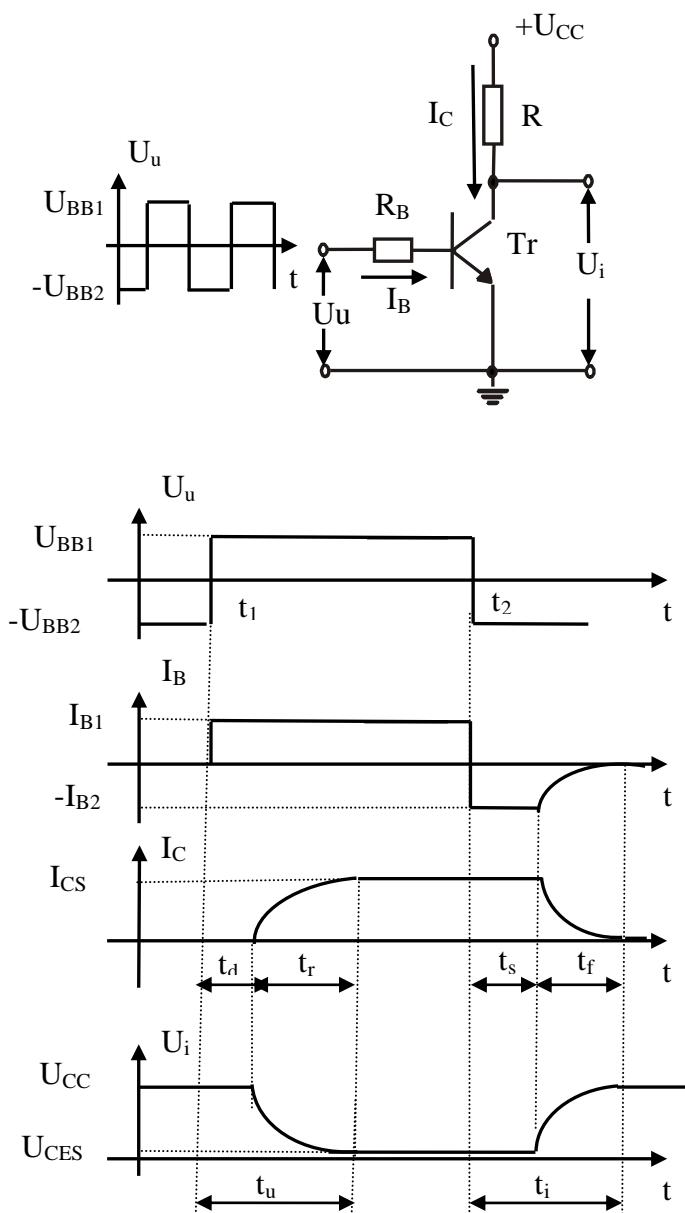 +U_CC
I_C
R
U_u
U_BB1
R_B
Tr
U_i
-U_BB2
t
I_B
Uu
U_u
U_BB1
t_1
t_2
t
-U_BB2
I_B
I_B1
-I_B2
t
I_C
I_CS
t_d
t_r
t_s
t_f
t
U_i
U_CC
U_CES
t_u
t_i
t